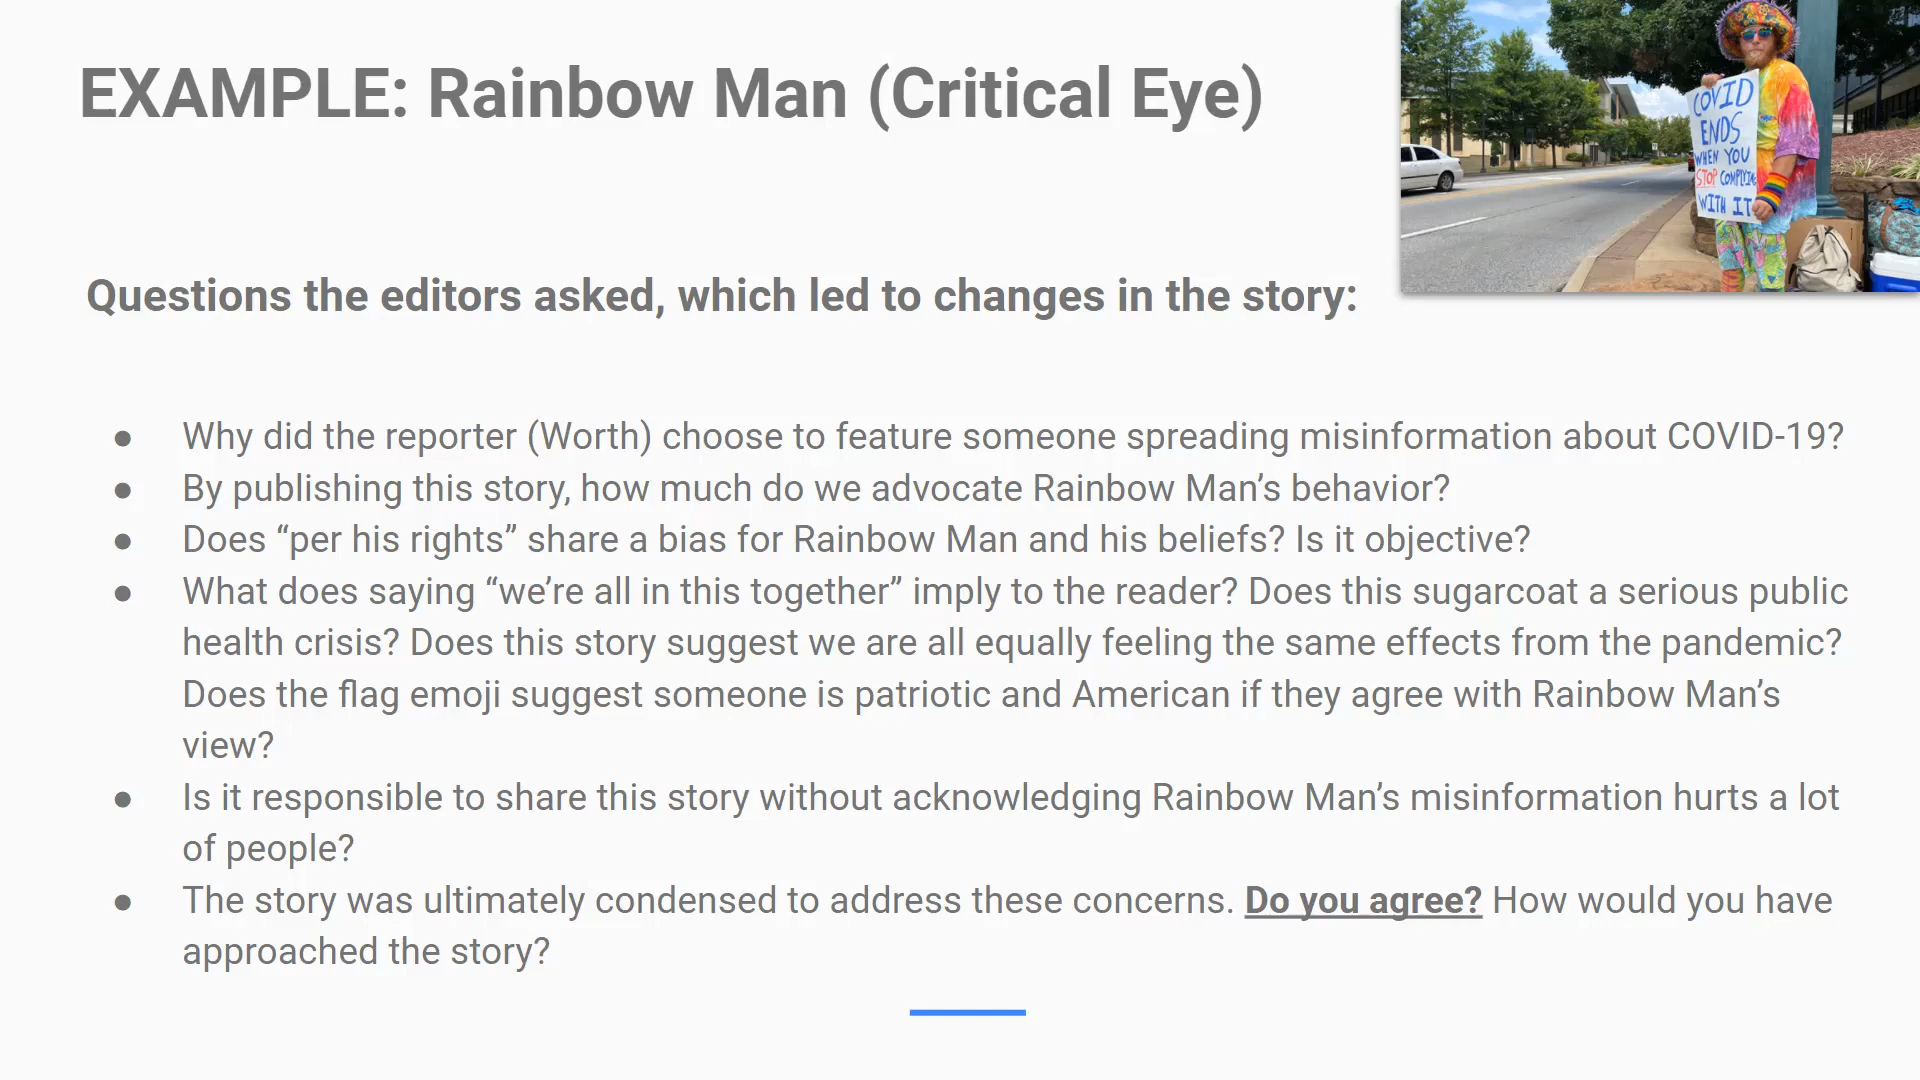 EXAMPLE: Rainbow Man (Critical Eye)
COVID
ENDS
WHEN YOU
STOP COMPLYING
WITH IT
Questions the editors asked, which led to changes in the story:
● Why did the reporter (Worth) choose to feature someone spreading misinformation about COVID-19?
● By publishing this story, how much do we advocate Rainbow Man’s behavior?
● Does “per his rights” share a bias for Rainbow Man and his beliefs? Is it objective?
● What does saying “we’re all in this together” imply to the reader? Does this sugarcoat a serious public
health crisis? Does this story suggest we are all equally feeling the same effects from the pandemic?
Does the flag emoji suggest someone is patriotic and American if they agree with Rainbow Man’s
view?
● Is it responsible to share this story without acknowledging Rainbow Man’s misinformation hurts a lot
of people?
● The story was ultimately condensed to address these concerns. Do you agree? How would you have
approached the story?